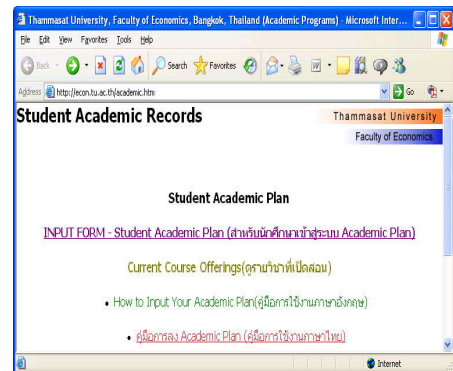 Thammasat University, Faculty of Economics, Bangkok, Thailand (Academic Programs) - Microsoft Inter...
File Edit View Favorites Tools Help
Back Search Favorites
Address http://econ.tu.ac.th/academic.htm Go
Student Academic Records
Thammasat University
Faculty of Economics
Student Academic Plan
INPUT FORM - Student Academic Plan (สำหรับนักศึกษาเข้าสู่ระบบ Academic Plan)
Current Course Offerings(ดูรายวิชาที่เปิดสอน)
• How to Input Your Academic Plan(คู่มือการใช้งานภาษาอังกฤษ)
• คู่มือการลง Academic Plan (คู่มือการใช้งานภาษาไทย)
Internet